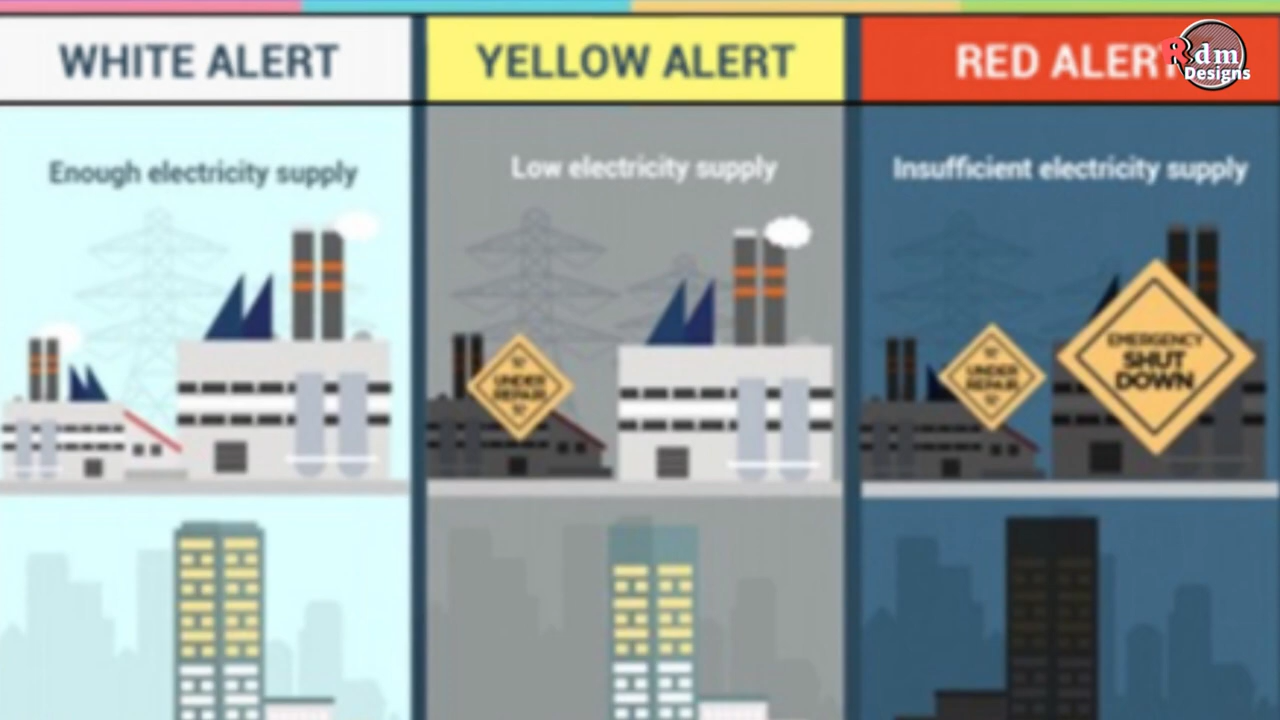 WHITE ALERT
YELLOW ALERT
RED ALERT
Rdm
Designs
Enough electricity supply
Low electricity supply
Insufficient electricity supply
UNDER
REPAIR
UNDER
REPAIR
EMERGENCY
SHUT
DOWN